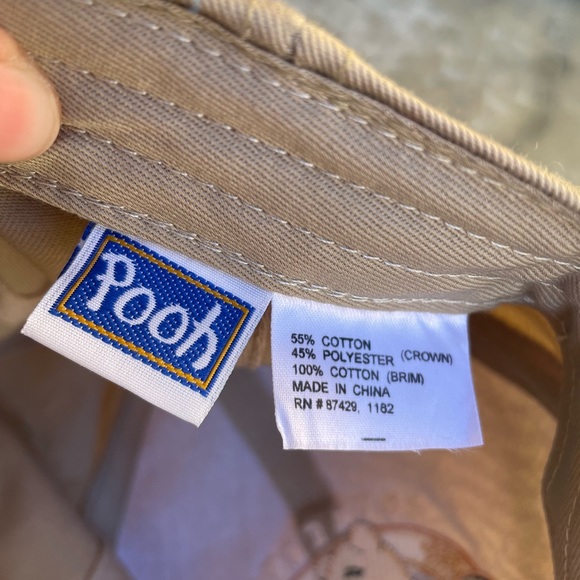 Pooh
55% COTTON
45% POLYESTER (CROWN)
100% COTTON (BRIM)
MADE IN CHINA
RN # 87429, 1182